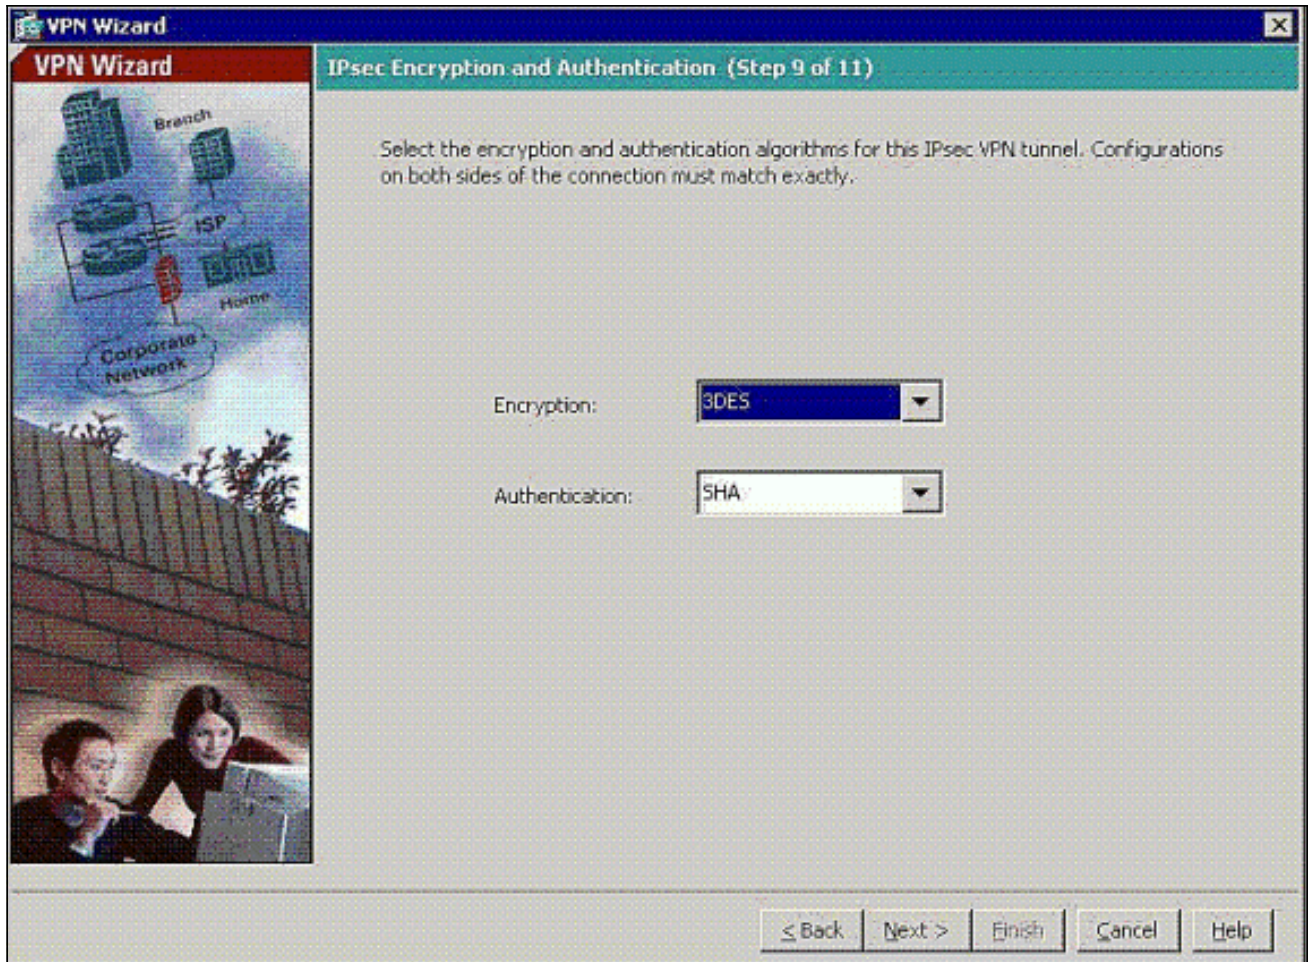 VPN Wizard
VPN Wizard
IPsec Encryption and Authentication (Step 9 of 11)
Branch
ISP
Home
Corporate
Network
Select the encryption and authentication algorithms for this IPsec VPN tunnel. Configurations
on both sides of the connection must match exactly.
Encryption:
3DES
Authentication:
SHA
< Back
Next >
Finish
Cancel
Help